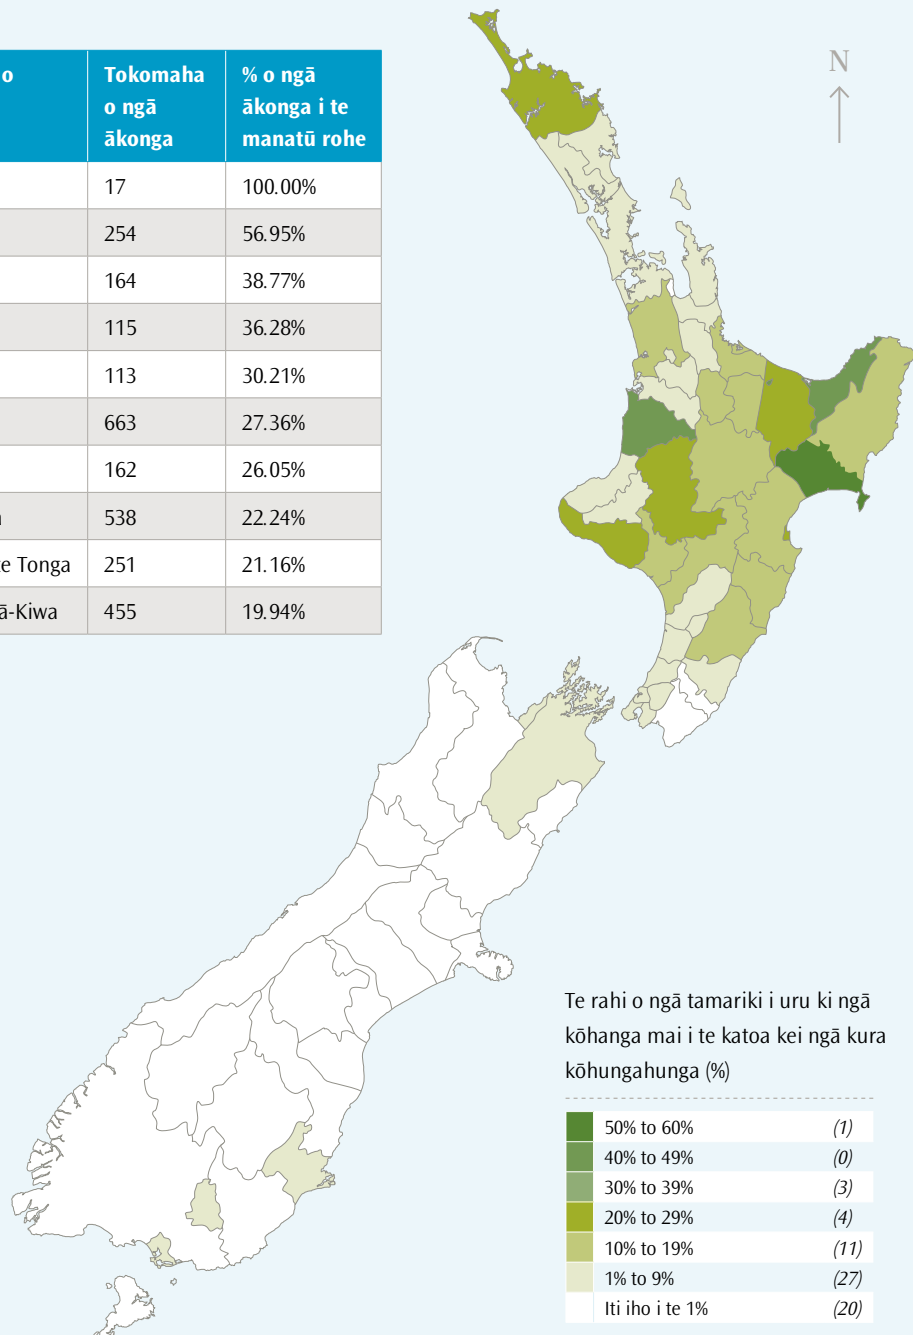 o
Tokomaha
o ngā
ākonga
% o ngā
ākonga i te
manatū rohe
17 100.00%
254 56.95%
164 38.77%
115 36.28%
113 30.21%
663 27.36%
162 26.05%
538 22.24%
te Tonga 251 21.16%
ā-Kiwa 455 19.94%
N
Te rahi o ngā tamariki i uru ki ngā
kōhanga mai i te katoa kei ngā kura
kōhungahunga (%)
50% to 60% (1)
40% to 49% (0)
30% to 39% (3)
20% to 29% (4)
10% to 19% (11)
1% to 9% (27)
Iti iho i te 1% (20)